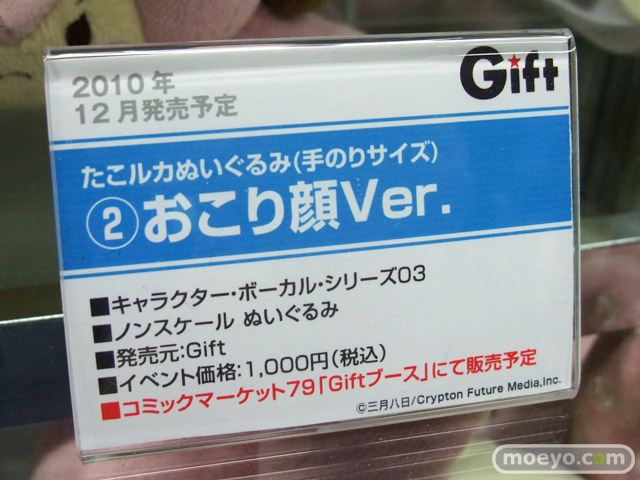 2010年
12月発売予定
Gift
たこルカぬいぐるみ(手のりサイズ)
②おこり顔Ver.
■キャラクター・ボーカル・シリーズ03
■ノンスケール ぬいぐるみ
■発売元:Gift
■イベント価格:1,000円(税込)
■コミックマーケット79「Giftブース」にて販売予定
©三月八日/Crypton Future Media,Inc.
moeyo.com